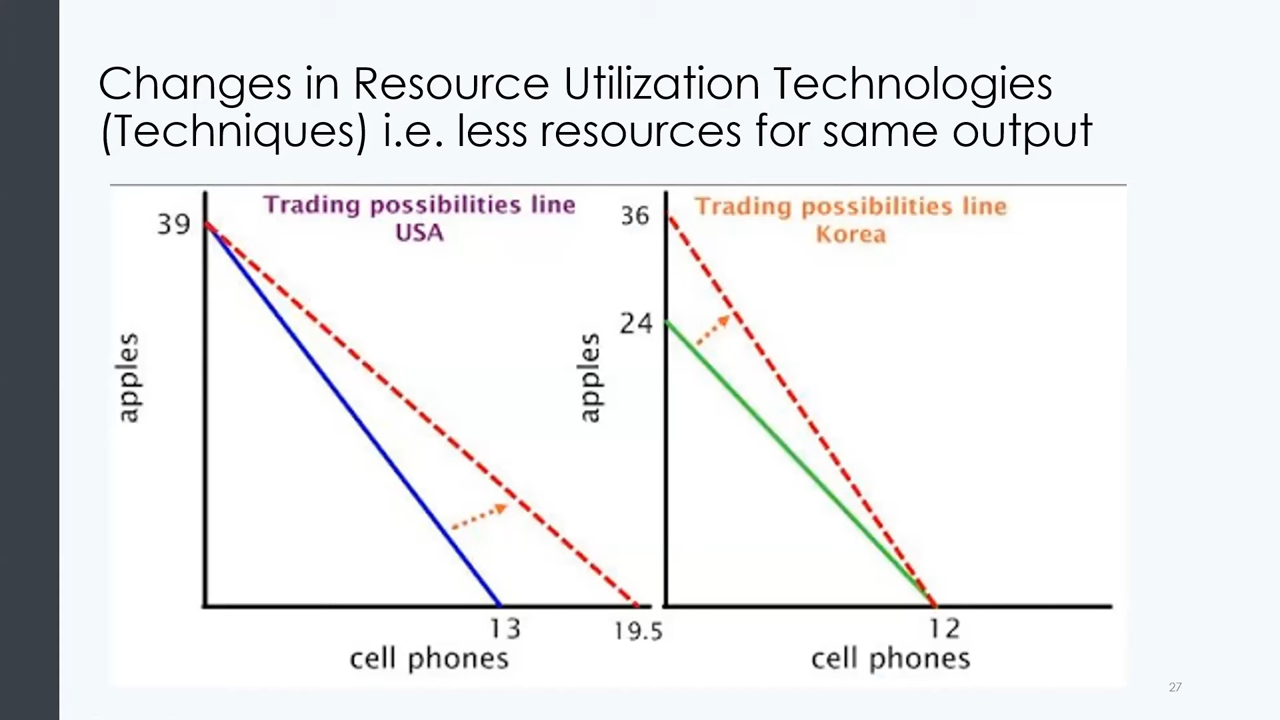 Changes in Resource Utilization Technologies
(Techniques) i.e. less resources for same output
Trading possibilities line
USA
39
apples
13
19.5
cell phones
Trading possibilities line
Korea
36
24
apples
12
cell phones
27